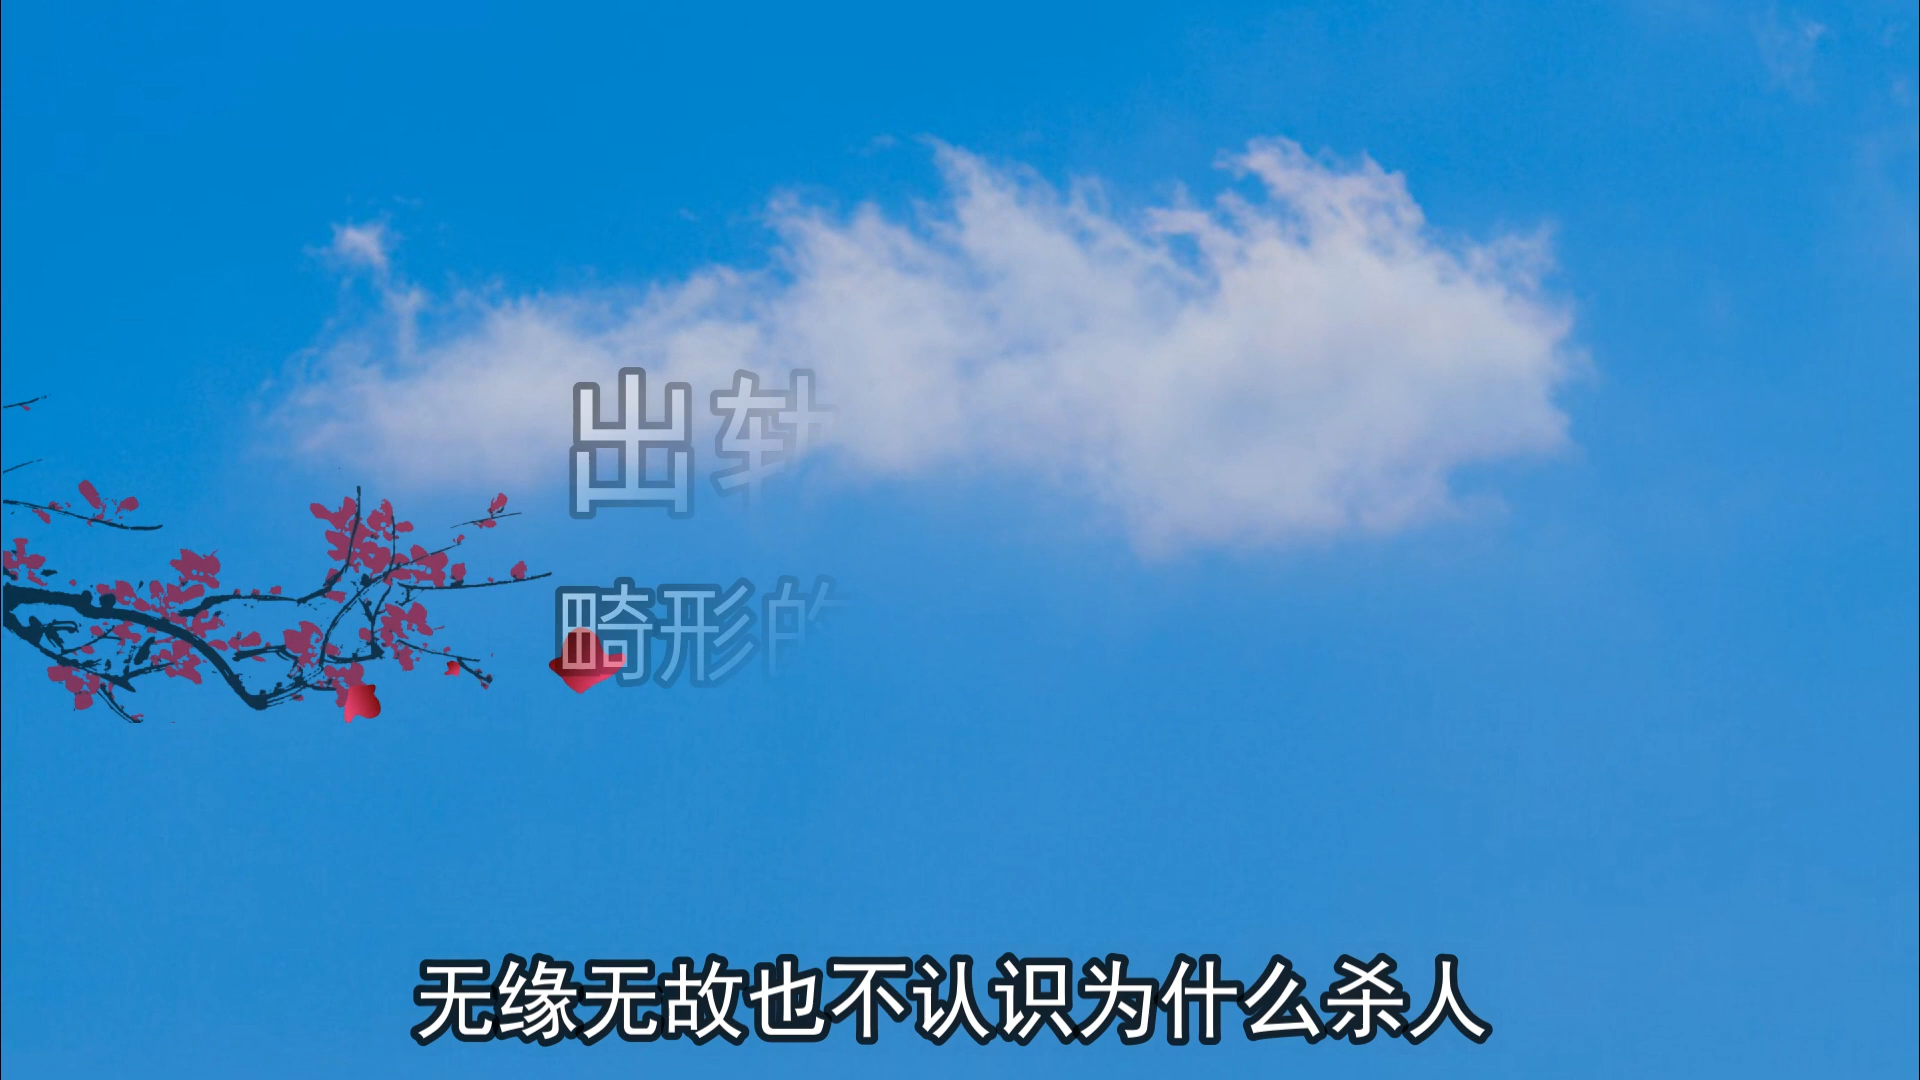 出轨
畸形的
无缘无故也不认识为什么杀人